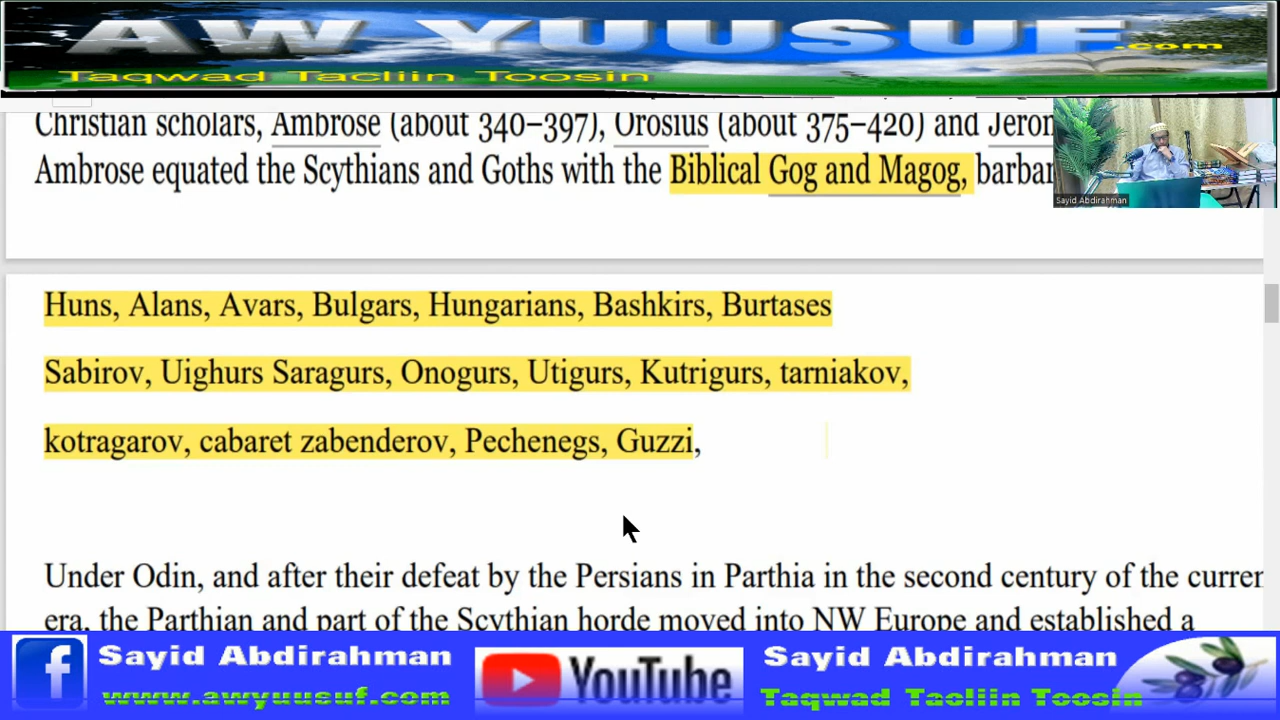 AW YUUSUF.com
Taqwad Tacliin Toosin
Christian scholars, Ambrose (about 340–397), Orosius (about 375–420) and
Ambrose equated the Scythians and Goths with the Biblical Gog and Magog,
Sayid Abdirahman
Huns, Alans, Avars, Bulgars, Hungarians, Bashkirs, Burtases
Sabirov, Uighurs Saragurs, Onogurs, Utigurs, Kutrigurs, tarniakov,
kotragarov, cabaret zabenderov, Pechenegs, Guzzi,
Under Odin, and after their defeat by the Persians in Parthia in the second century of the
era, the Parthian and part of the Scythian horde moved into NW Europe and established a
f Sayid Abdirahman
www.awyuusuf.com
YouTube
Sayid Abdirahman
Taqwad Tacliin Toosin